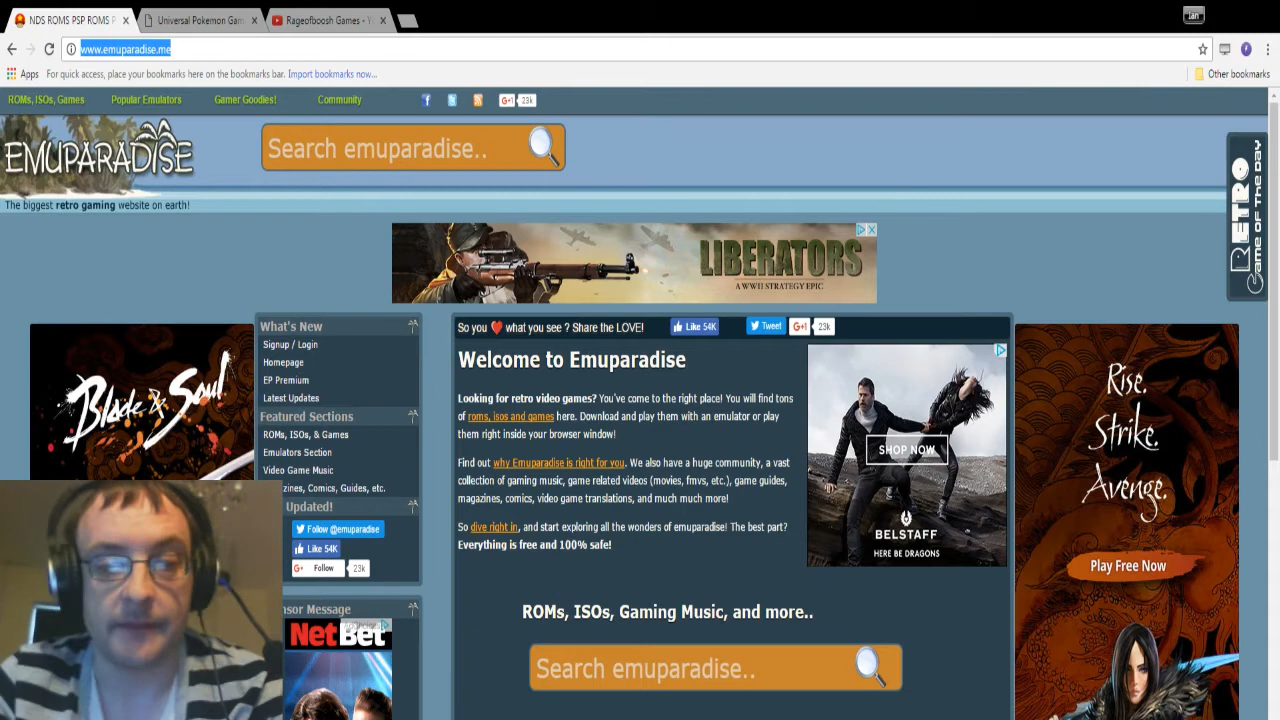 NDS ROMS PSP ROMS P
Universal Pokemon Gam
Rageofboosh Games - Y
Ian
www.emuparadise.me
Apps
For quick access, place your bookmarks here on the bookmarks bar. Import bookmarks now...
Other bookmarks
ROMs, ISOs, Games
Popular Emulators
Gamer Goodies!
Community
G+1
23k
EMUPARADISE
Search emuparadise..
The biggest retro gaming website on earth!
RETRO
Game OF THE DAY
LIBERATORS
A WWII STRATEGY EPIC
What's New
Signup / Login
Homepage
EP Premium
Latest Updates
Featured Sections
ROMs, ISOs, & Games
Emulators Section
Video Game Music
zines, Comics, Guides, etc.
Updated!
Follow @emuparadise
Like 54K
G+ Follow
23k
nsor Message
NetBet
Blade & Soul
So you ❤ what you see ? Share the LOVE!
Like 54K
Tweet
G+1
23k
Welcome to Emuparadise
Looking for retro video games? You've come to the right place! You will find tons
of roms, isos and games here. Download and play them with an emulator or play
them right inside your browser window!
Find out why Emuparadise is right for you. We also have a huge community, a vast
collection of gaming music, game related videos (movies, fmvs, etc.), game guides,
magazines, comics, video game translations, and much much more!
So dive right in, and start exploring all the wonders of emuparadise! The best part?
Everything is free and 100% safe!
SHOP NOW
BELSTAFF
HERE BE DRAGONS
ROMs, ISOs, Gaming Music, and more..
Search emuparadise..
Rise.
Strike.
Avenge.
Play Free Now